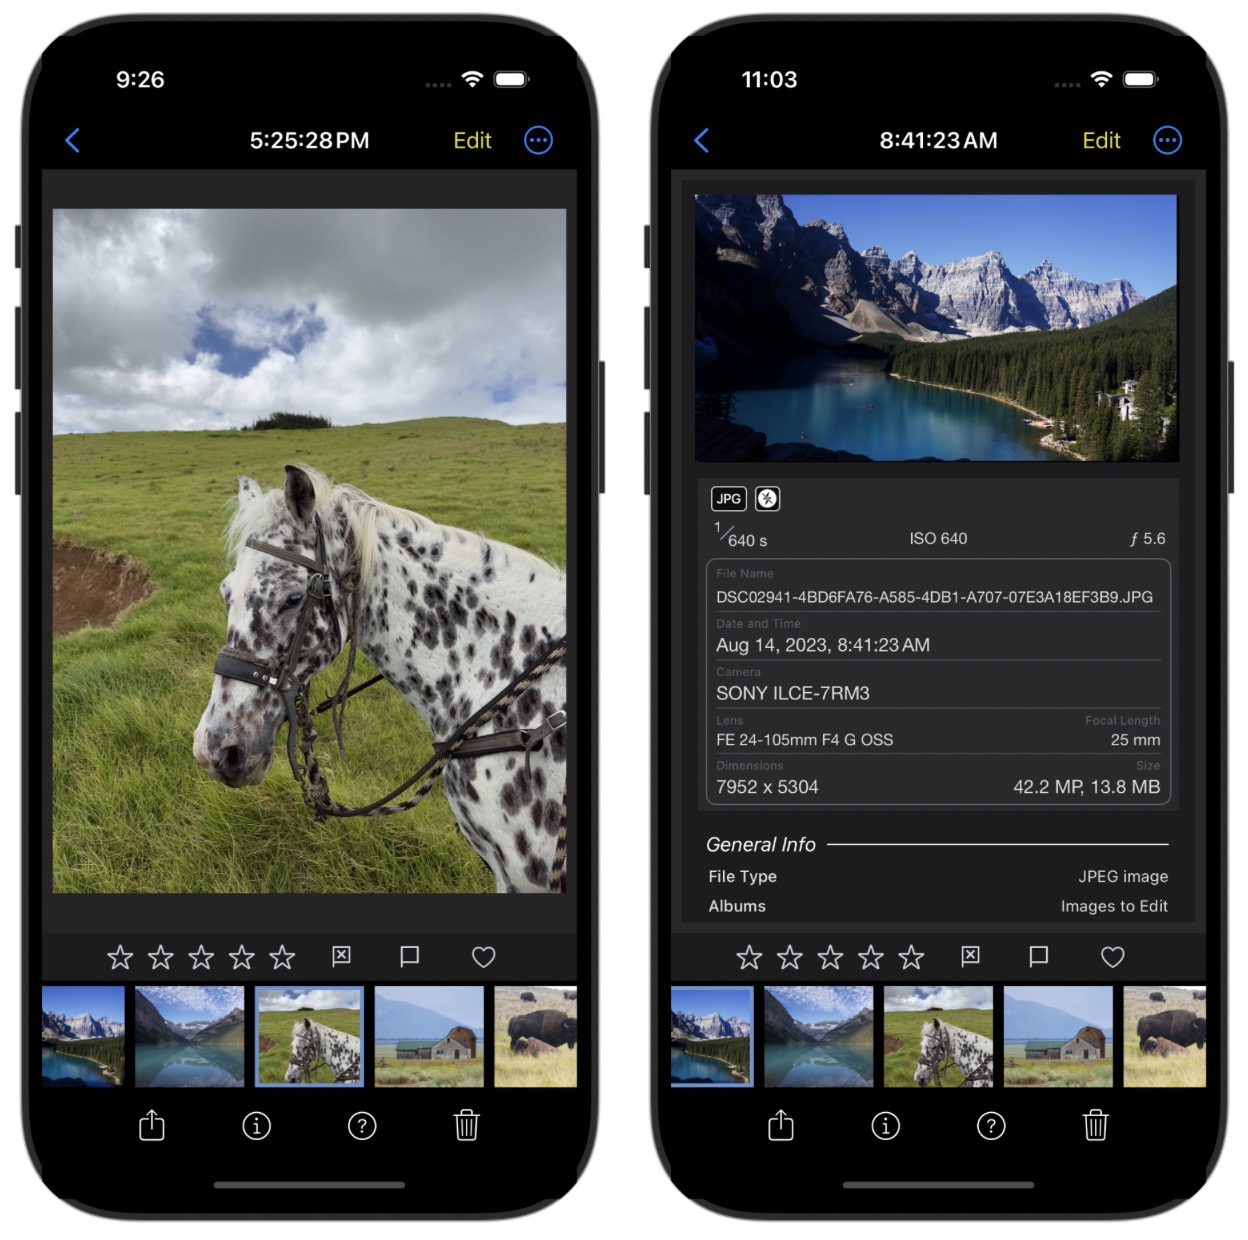 9:26
5:25:28 PM
Edit
11:03
8:41:23 AM
Edit
JPG
1/640 s
ISO 640
ƒ 5.6
File Name
DSC02941-4BD6FA76-A585-4DB1-A707-07E3A18EF3B9.JPG
Date and Time
Aug 14, 2023, 8:41:23 AM
Camera
SONY ILCE-7RM3
Lens
Focal Length
FE 24-105mm F4 G OSS
25 mm
Dimensions
Size
7952 x 5304
42.2 MP, 13.8 MB
General Info
File Type
JPEG image
Albums
Images to Edit